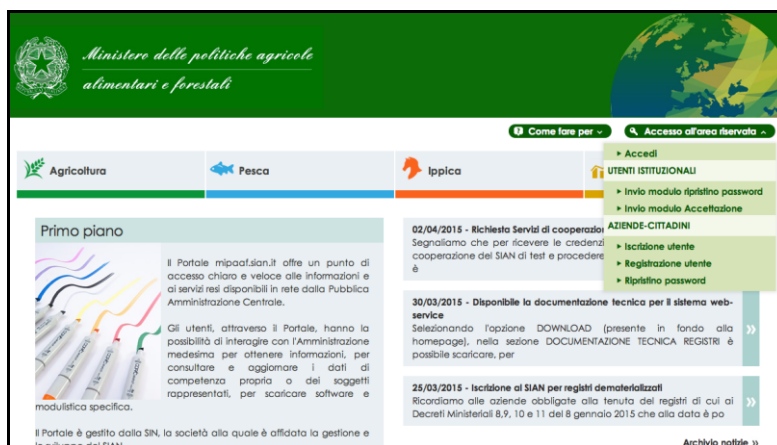 Ministero delle politiche agricole
alimentari e forestali
Come fare per
Accesso all'area riservata
Agricoltura
Pesca
Ippica
Accedi
UTENTI ISTITUZIONALI
Invio modulo ripristino password
Invio modulo Accettazione
AZIENDE-CITTADINI
Iscrizione utente
Registrazione utente
Ripristino password
Primo piano
Il Portale mipaaf.sian.it offre un punto di
accesso chiaro e veloce alle informazioni e
ai servizi resi disponibili in rete dalla Pubblica
Amministrazione Centrale.
Gli utenti, attraverso il Portale, hanno la
possibilità di interagire con l'Amministrazione
medesima per ottenere informazioni, per
consultare e aggiornare i dati di
competenza propria o dei soggetti
rappresentati, per scaricare software e
modulistica specifica.
Il Portale è gestito dalla SIN, la società alla quale è affidata la gestione e
lo sviluppo del SIAN
02/04/2015 - Richiesta Servizi di cooperazion
Segnaliamo che per ricevere le credenzi
cooperazione del SIAN di test e procedere
è
30/03/2015 - Disponibile la documentazione tecnica per il sistema web-
service
Selezionando l'opzione DOWNLOAD (presente in fondo alla
homepage), nella sezione DOCUMENTAZIONE TECNICA REGISTRI è
possibile scaricare, per
25/03/2015 - Iscrizione al SIAN per registri dematerializzati
Ricordiamo alle aziende obbligate alla tenuta del registri di cui ai
Decreti Ministeriali 8,9, 10 e 11 del 8 gennaio 2015 che alla data è po
Archivio notizie »